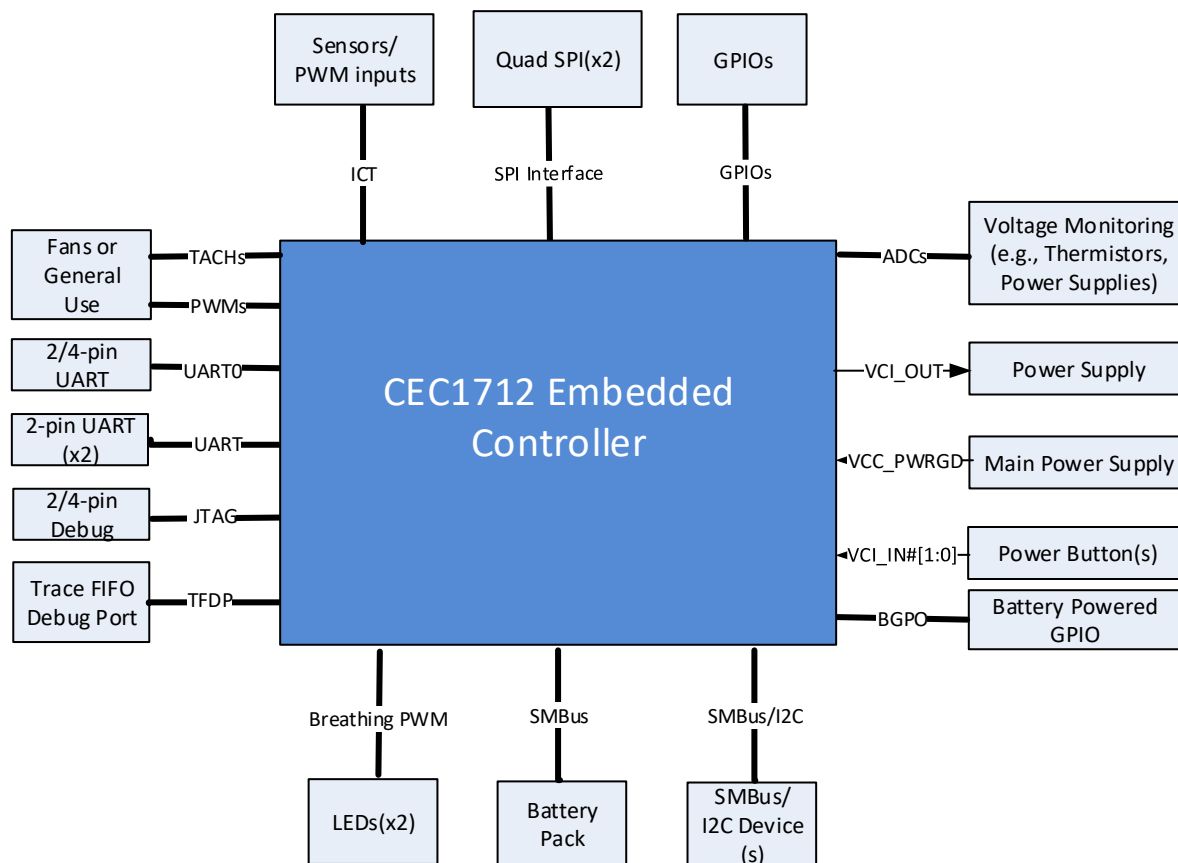 Sensors/
PWM inputs
Quad SPI(x2)
GPIOs
ICT
SPI Interface
GPIOs
Fans or
General
Use
TACHs
PWMs
2/4-pin
UART
UART0
2-pin UART
(x2)
UART
2/4-pin
Debug
JTAG
Trace FIFO
Debug Port
TFDP
CEC1712 Embedded
Controller
ADCs
Voltage Monitoring
(e.g., Thermistors,
Power Supplies)
VCI_OUT
Power Supply
VCC_PWRGD
Main Power Supply
VCI_IN#[1:0]
Power Button(s)
BGPO
Battery Powered
GPIO
Breathing PWM
SMBus
SMBus/I2C
LEDs(x2)
Battery
Pack
SMBus/
I2C Device
(s)